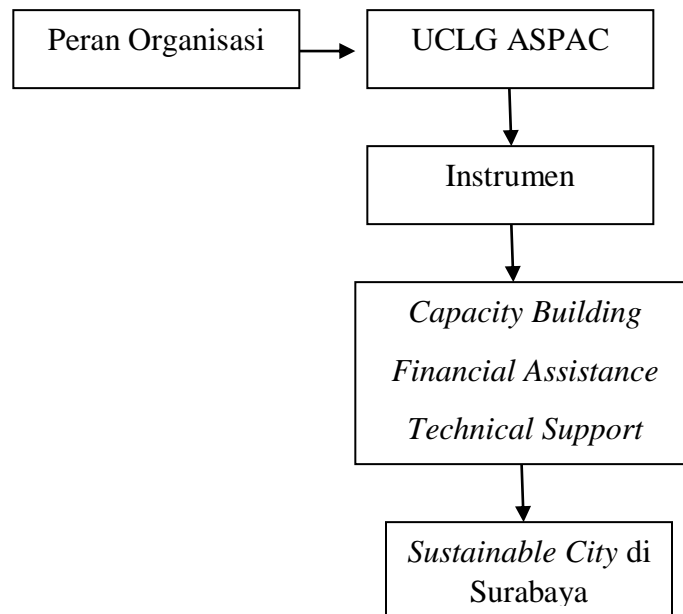 Peran Organisasi
UCLG ASPAC
Instrumen
Capacity Building
Financial Assistance
Technical Support
Sustainable City di
Surabaya